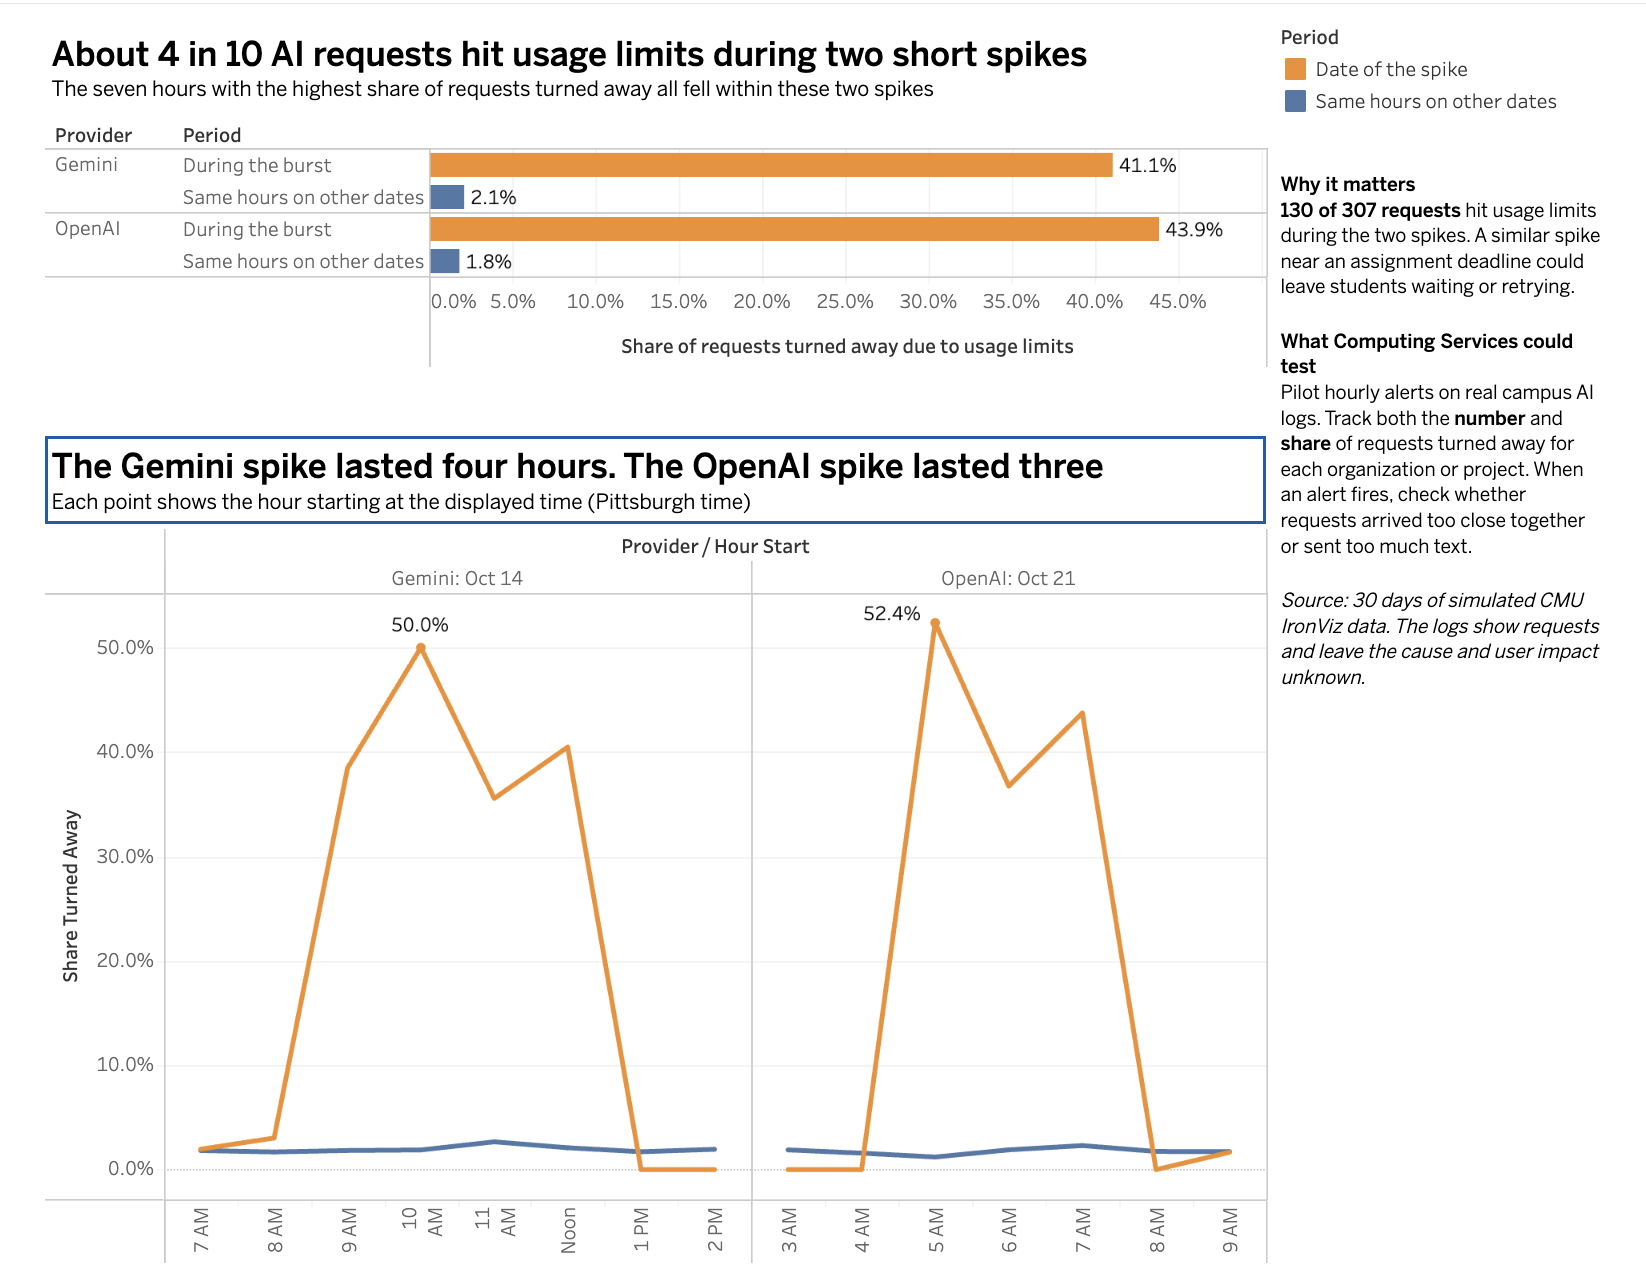 About 4 in 10 AI requests hit usage limits during two short spikes
The seven hours with the highest share of requests turned away all fell within these two spikes
Provider Period
Gemini During the burst 41.1%
Same hours on other dates 2.1%
OpenAI During the burst 43.9%
Same hours on other dates 1.8%
0.0% 5.0% 10.0% 15.0% 20.0% 25.0% 30.0% 35.0% 40.0% 45.0%
Share of requests turned away due to usage limits
The Gemini spike lasted four hours. The OpenAI spike lasted three
Each point shows the hour starting at the displayed time (Pittsburgh time)
Provider / Hour Start
Gemini: Oct 14 OpenAI: Oct 21
50.0% 52.4%
Share Turned Away
50.0%
40.0%
30.0%
20.0%
10.0%
0.0%
7 AM 8 AM 9 AM 10 AM 11 AM Noon 1 PM 2 PM 3 AM 4 AM 5 AM 6 AM 7 AM 8 AM 9 AM
Period
Date of the spike
Same hours on other dates
Why it matters
130 of 307 requests hit usage limits
during the two spikes. A similar spike
near an assignment deadline could
leave students waiting or retrying.
What Computing Services could
test
Pilot hourly alerts on real campus AI
logs. Track both the number and
share of requests turned away for
each organization or project. When
an alert fires, check whether
requests arrived too close together
or sent too much text.
Source: 30 days of simulated CMU
IronViz data. The logs show requests
and leave the cause and user impact
unknown.